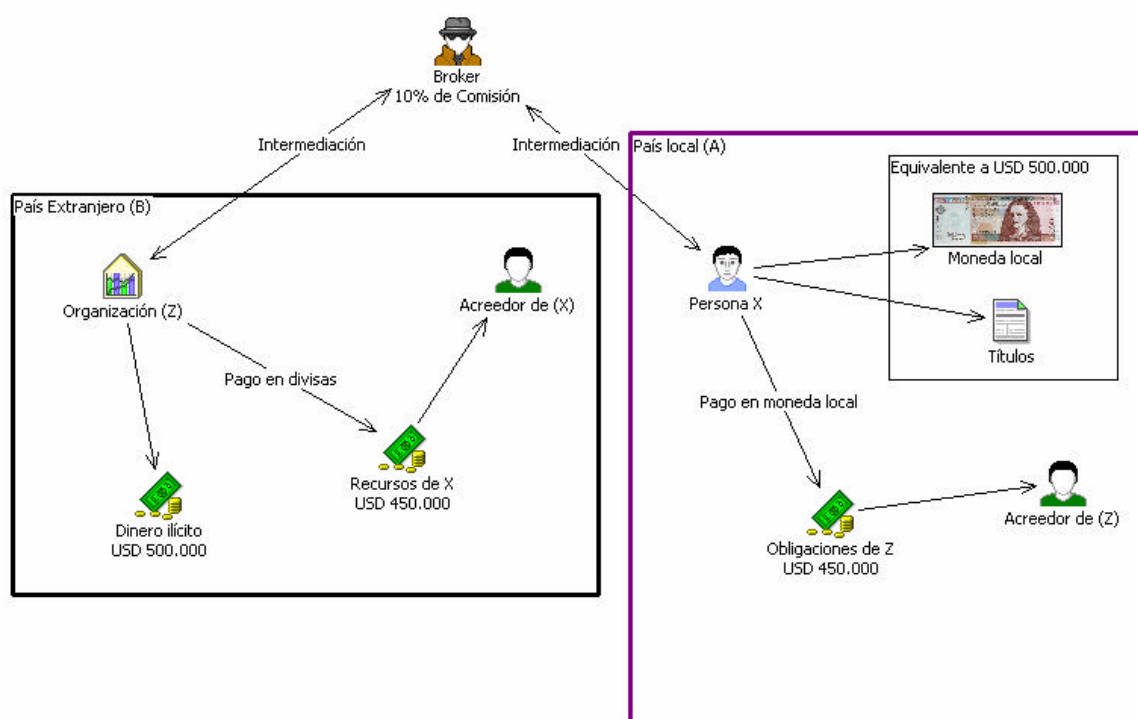 Broker
10% de Comisión
Intermediación
Intermediación
País Extranjero (B)
Organización (Z)
Acreedor de (X)
Pago en divisas
Recursos de X
USD 450.000
Dinero ilícito
USD 500.000
País local (A)
Equivalente a USD 500.000
Moneda local
Persona X
Títulos
Pago en moneda local
Acreedor de (Z)
Obligaciones de Z
USD 450.000